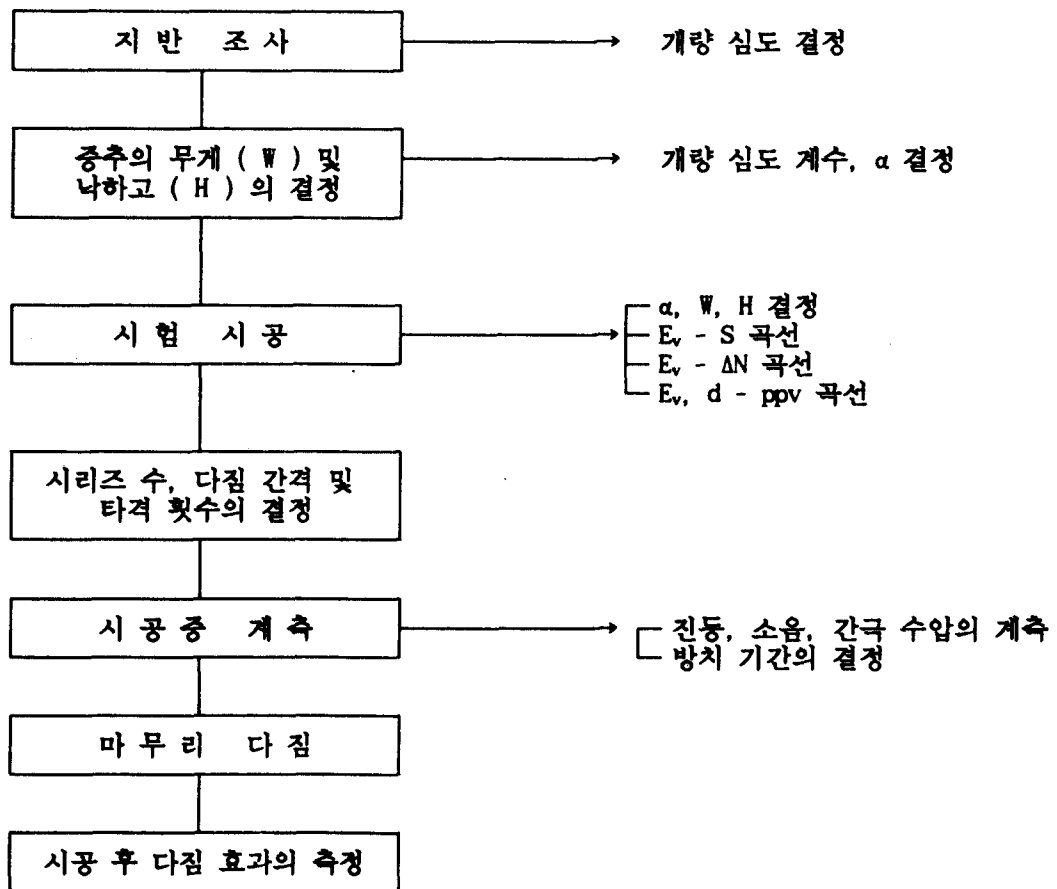 지 반 조 사
개량 심도 결정
중추의 무게 ( W ) 및
낙하고 ( H ) 의 결정
개량 심도 계수, α 결정
시 험 시 공
α, W, H 결정
Eᵥ - S 곡선
Eᵥ - ΔN 곡선
Eᵥ, d - ppv 곡선
시리즈 수, 다짐 간격 및
타격 횟수의 결정
시 공 중 계 측
진동, 소음, 간극 수압의 계측
방치 기간의 결정
마 무 리 다 짐
시공 후 다짐 효과의 측정